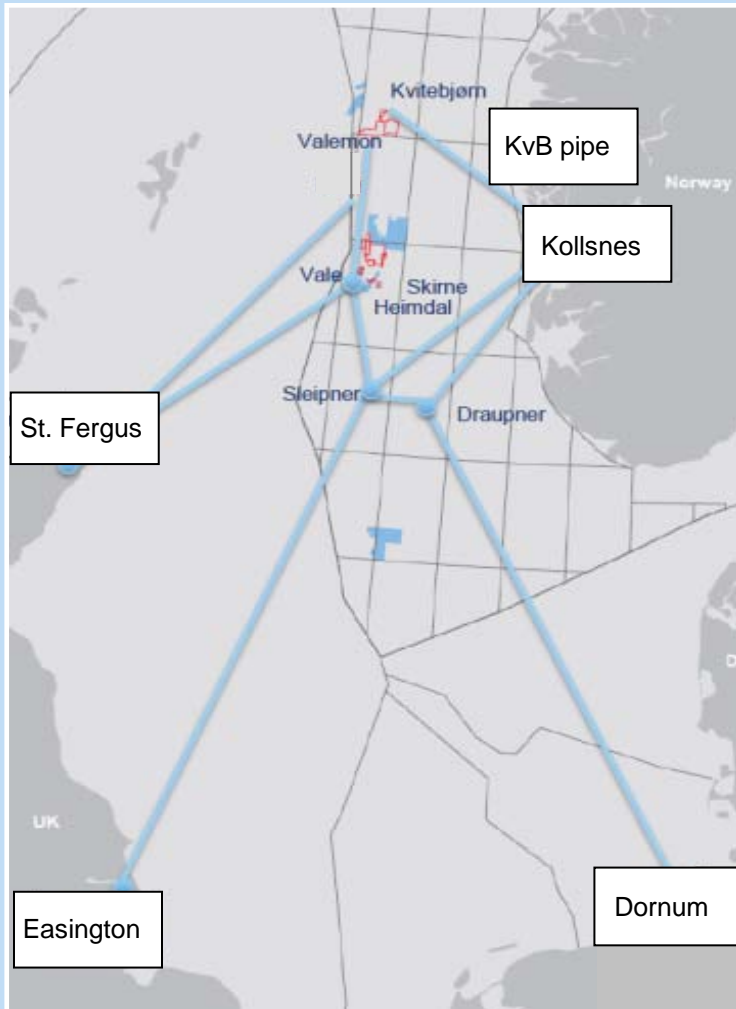 Kvitebjørn
Valemon
KvB pipe
Norway
Kollsnes
Vale
Skirne
Heimdal
Sleipner
Draupner
St. Fergus
D
UK
Easington
Dornum